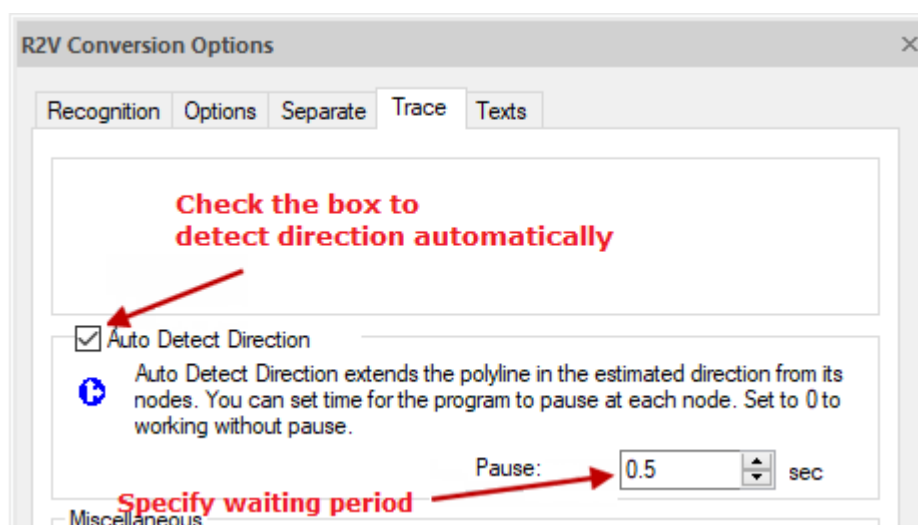 R2V Conversion Options
Recognition Options Separate Trace Texts
Check the box to
detect direction automatically
Auto Detect Direction
Auto Detect Direction extends the polyline in the estimated direction from its
nodes. You can set time for the program to pause at each node. Set to 0 to
working without pause.
Pause: 0.5 sec
Specify waiting period
Miscellaneous